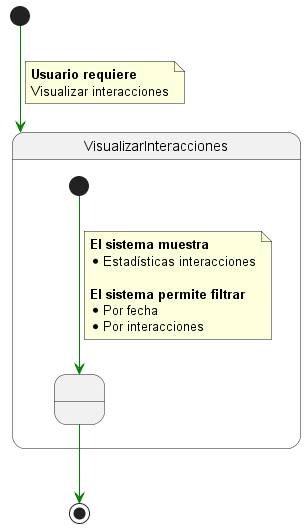 Usuario requiere
Visualizar interacciones
VisualizarInteracciones
El sistema muestra
• Estadísticas interacciones
El sistema permite filtrar
• Por fecha
• Por interacciones